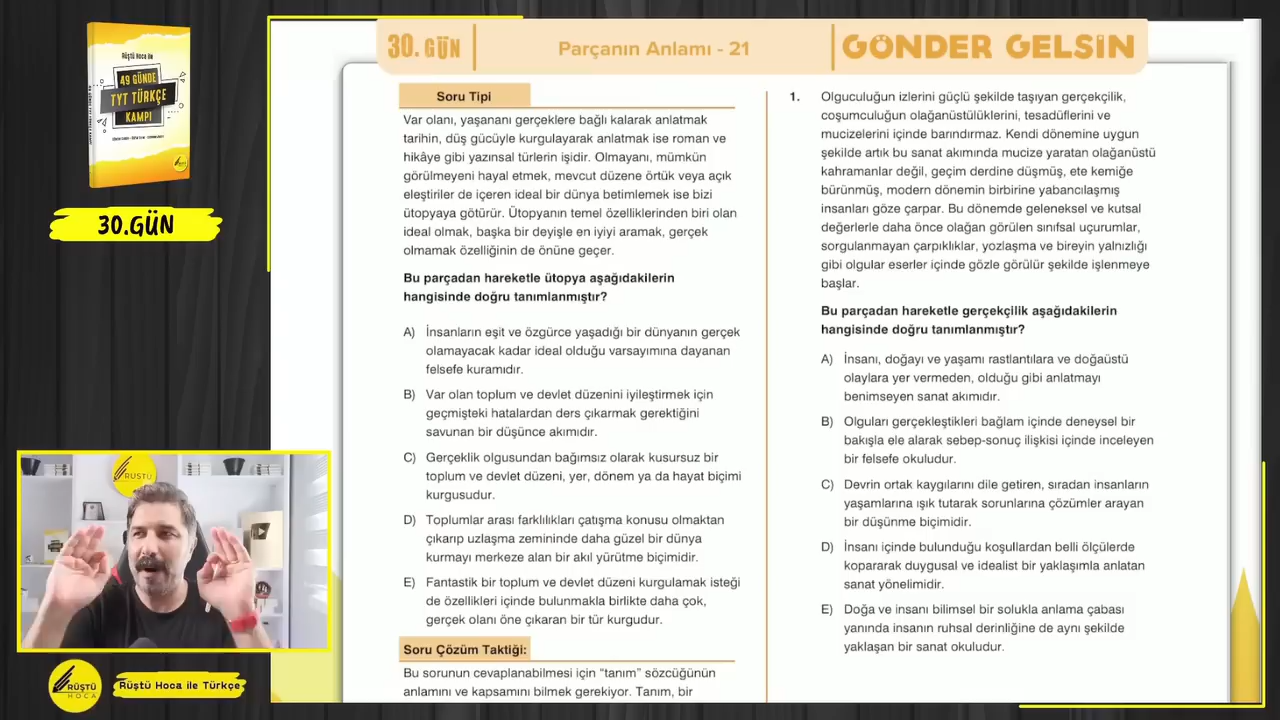 RÜŞTÜ HOCA İLE
49 GÜNDE
TYT TÜRKÇE
KAMPI
30.GÜN
RÜŞTÜ
RÜŞTÜ
HOCA
Rüştü Hoca ile Türkçe
30. GÜN
Parçanın Anlamı - 21
GÖNDER GELSİN
Soru Tipi
Var olanı, yaşananı gerçeklere bağlı kalarak anlatmak
tarihin, düş gücüyle kurgulayarak anlatmak ise roman ve
hikâye gibi yazınsal türlerin işidir. Olmayanı, mümkün
görülmeyeni hayal etmek, mevcut düzene örtük veya açık
eleştiriler de içeren ideal bir dünya betimlemek ise bizi
ütopyaya götürür. Ütopyanın temel özelliklerinden biri olan
ideal olmak, başka bir deyişle en iyiyi aramak, gerçek
olmamak özelliğinin de önüne geçer.
Bu parçadan hareketle ütopya aşağıdakilerin
hangisinde doğru tanımlanmıştır?
A) İnsanların eşit ve özgürce yaşadığı bir dünyanın gerçek
olamayacak kadar ideal olduğu varsayımına dayanan
felsefe kuramıdır.
B) Var olan toplum ve devlet düzenini iyileştirmek için
geçmişteki hatalardan ders çıkarmak gerektiğini
savunan bir düşünce akımıdır.
C) Gerçeklik olgusundan bağımsız olarak kusursuz bir
toplum ve devlet düzeni, yer, dönem ya da hayat biçimi
kurgusudur.
D) Toplumlar arası farklılıkları çatışma konusu olmaktan
çıkarıp uzlaşma zemininde daha güzel bir dünya
kurmayı merkeze alan bir akıl yürütme biçimidir.
E) Fantastik bir toplum ve devlet düzeni kurgulamak isteği
de özellikleri içinde bulunmakla birlikte daha çok,
gerçek olanı öne çıkaran bir tür kurgudur.
Soru Çözüm Taktiği:
Bu sorunun cevaplanabilmesi için "tanım" sözcüğünün
anlamını ve kapsamını bilmek gerekiyor. Tanım, bir
1. Olguculuğun izlerini güçlü şekilde taşıyan gerçekçilik,
coşumculuğun olağanüstülüklerini, tesadüflerini ve
mucizelerini içinde barındırmaz. Kendi dönemine uygun
şekilde artık bu sanat akımında mucize yaratan olağanüstü
kahramanlar değil, geçim derdine düşmüş, ete kemiğe
bürünmüş, modern dönemin birbirine yabancılaşmış
insanları göze çarpar. Bu dönemde geleneksel ve kutsal
değerlerle daha önce olağan görülen sınıfsal uçurumlar,
sorgulanmayan çarpıklıklar, yozlaşma ve bireyin yalnızlığı
gibi olgular eserler içinde gözle görülür şekilde işlenmeye
başlar.
Bu parçadan hareketle gerçekçilik aşağıdakilerin
hangisinde doğru tanımlanmıştır?
A) İnsanı, doğayı ve yaşamı rastlantılara ve doğaüstü
olaylara yer vermeden, olduğu gibi anlatmayı
benimseyen sanat akımıdır.
B) Olguları gerçekleştikleri bağlam içinde deneysel bir
bakışla ele alarak sebep-sonuç ilişkisi içinde inceleyen
bir felsefe okuludur.
C) Devrin ortak kaygılarını dile getiren, sıradan insanların
yaşamlarına ışık tutarak sorunlarına çözümler arayan
bir düşünme biçimidir.
D) İnsanı içinde bulunduğu koşullardan belli ölçülerde
kopararak duygusal ve idealist bir yaklaşımla anlatan
sanat yönelimidir.
E) Doğa ve insanı bilimsel bir solukla anlama çabası
yanında insanın ruhsal derinliğine de aynı şekilde
yaklaşan bir sanat okuludur.